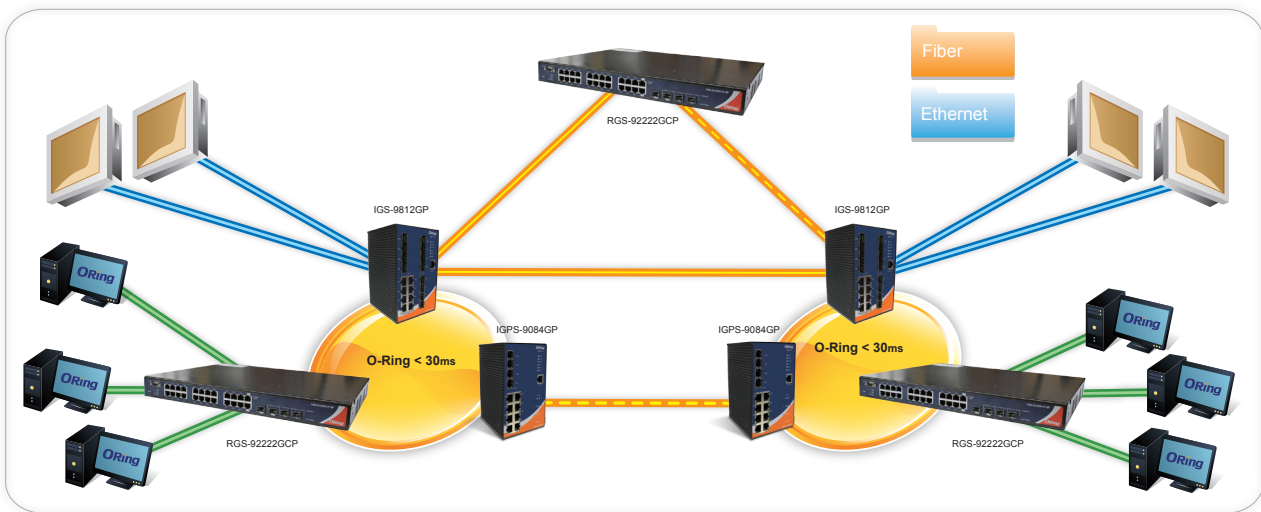 Fiber
Ethernet
RGS-92222GCP
IGS-9812GP
IGS-9812GP
ORing
ORing
ORing
IGPS-9084GP
IGPS-9084GP
O-Ring < 30ms
O-Ring < 30ms
RGS-92222GCP
RGS-92222GCP
ORing
ORing
ORing